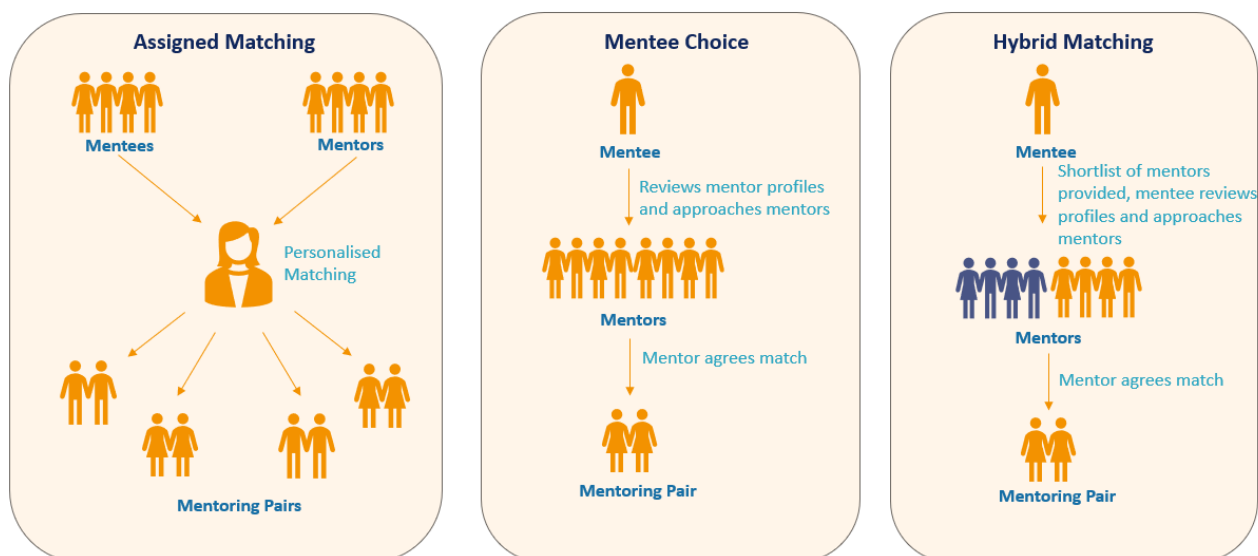 Assigned Matching
Mentees
Mentors
Personalised
Matching
Mentoring Pairs
Mentee Choice
Mentee
Reviews mentor profiles
and approaches mentors
Mentors
Mentor agrees match
Mentoring Pair
Hybrid Matching
Mentee
Shortlist of mentors
provided, mentee reviews
profiles and approaches
mentors
Mentors
Mentor agrees match
Mentoring Pair